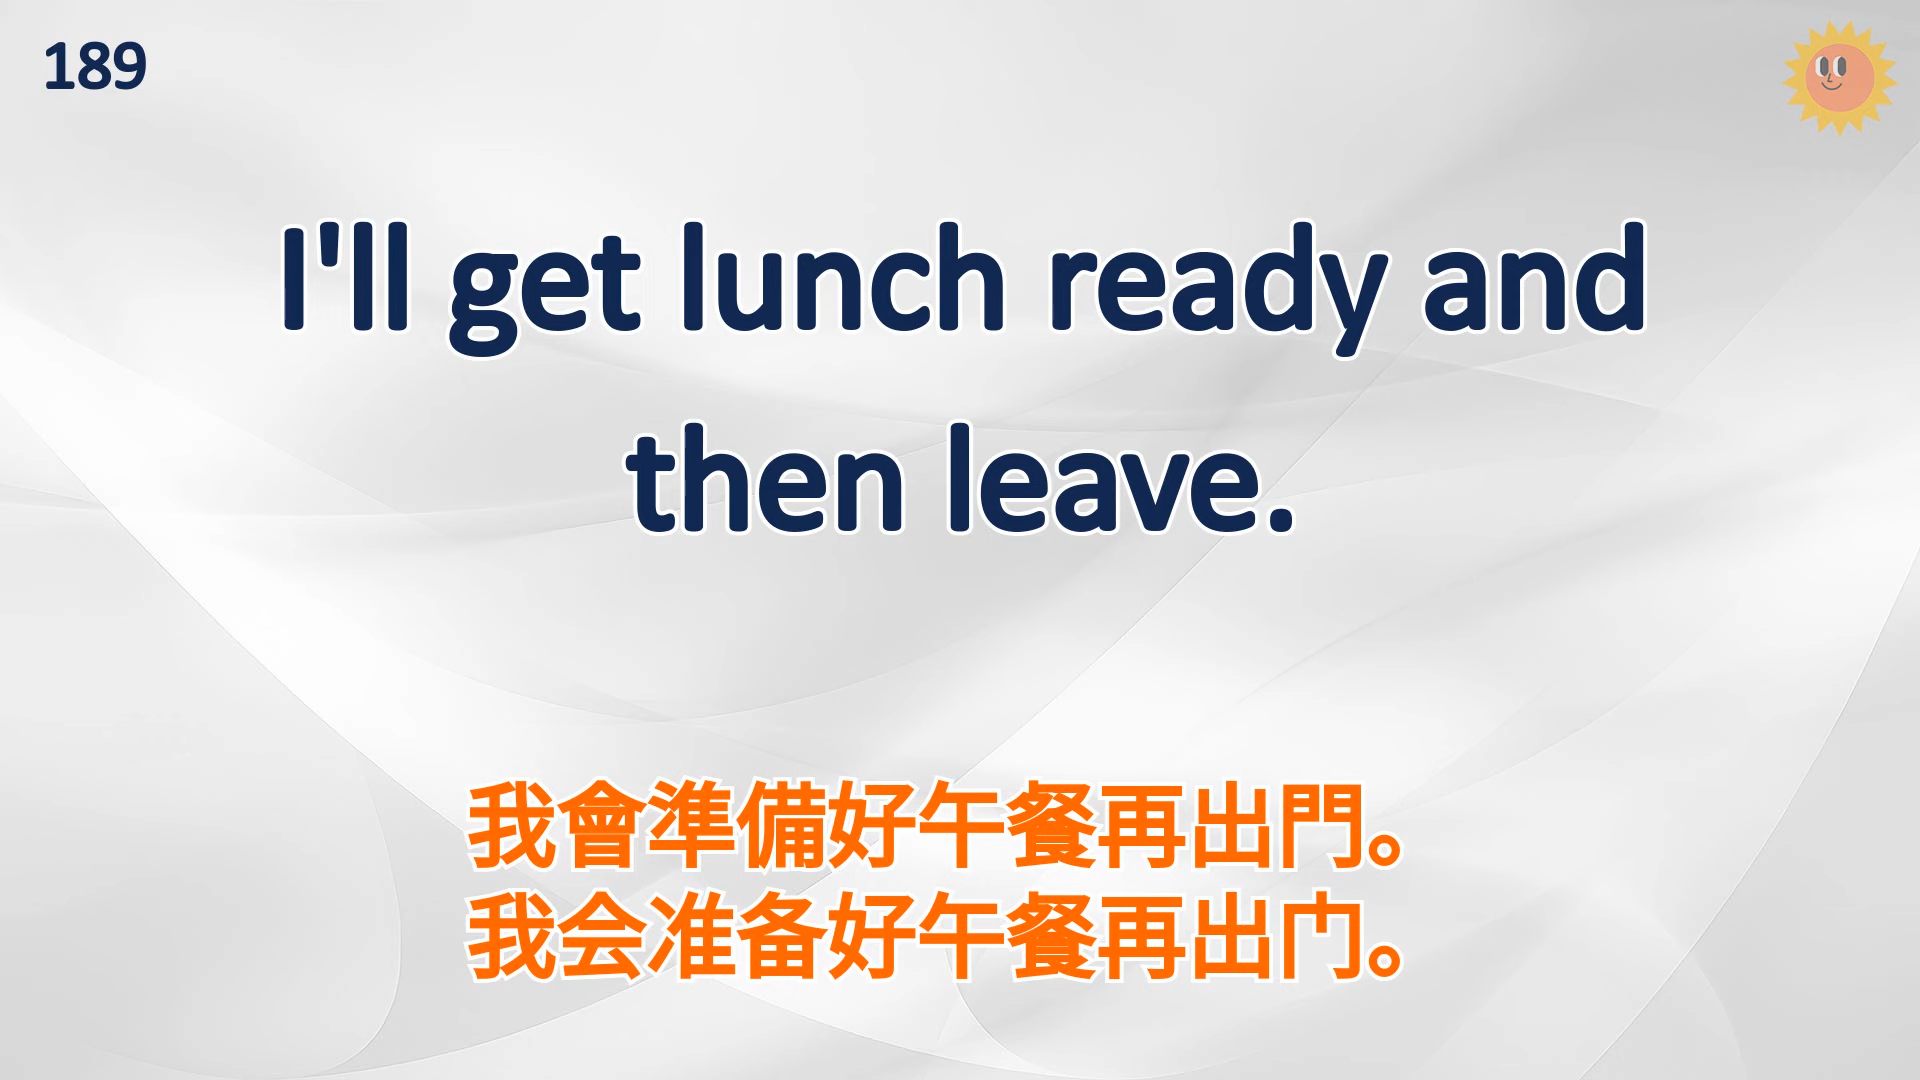 189
I'll get lunch ready and
then leave.
我會準備好午餐再出門。
我会准备好午餐再出门。